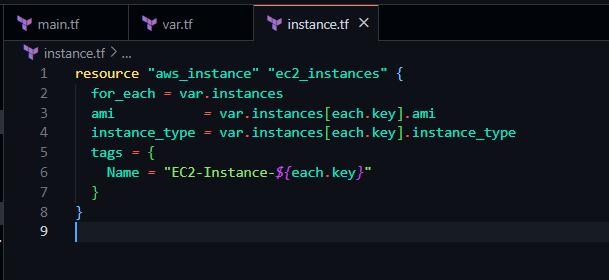 main.tf
var.tf
instance.tf ×
instance.tf > ...
1 resource "aws_instance" "ec2_instances" {
2   for_each = var.instances
3   ami           = var.instances[each.key].ami
4   instance_type = var.instances[each.key].instance_type
5   tags = {
6     Name = "EC2-Instance-${each.key}"
7   }
8 }
9